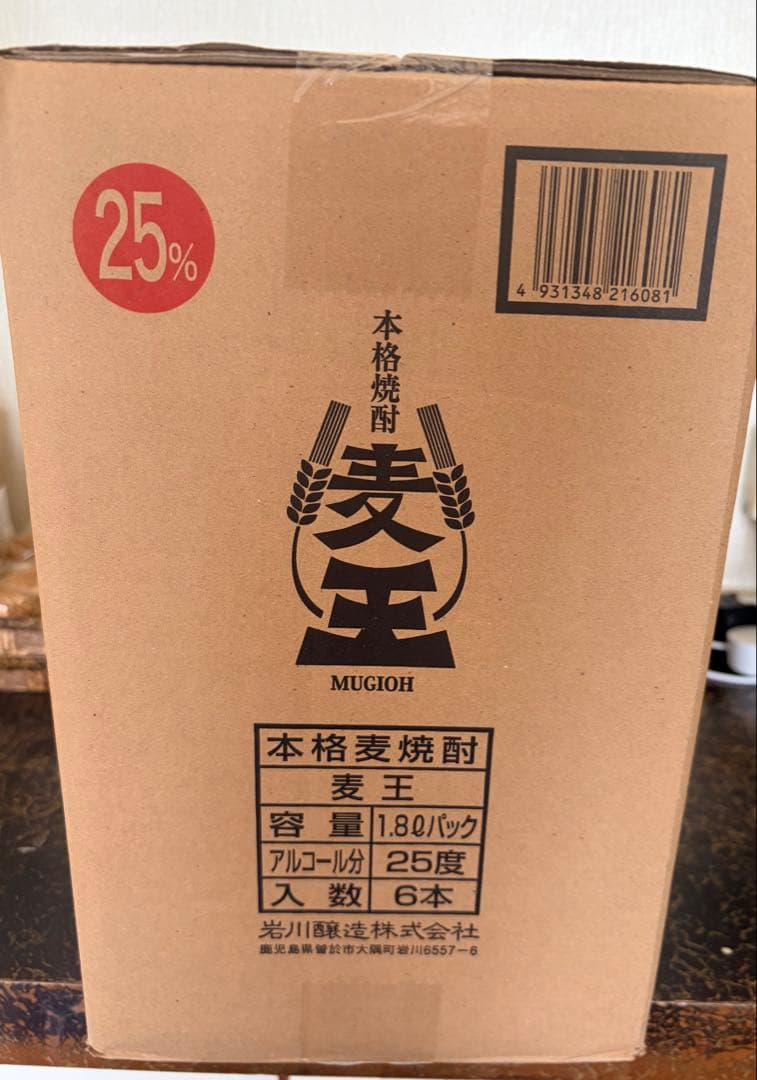 25%
4 931348 216081
本格焼酎
麦王
MUGIOH
本格麦焼酎
麦王
容量 1.8ℓパック
アルコール分 25度
入数 6本
岩川醸造株式会社
鹿児島県曽於市大隅町岩川6557-6